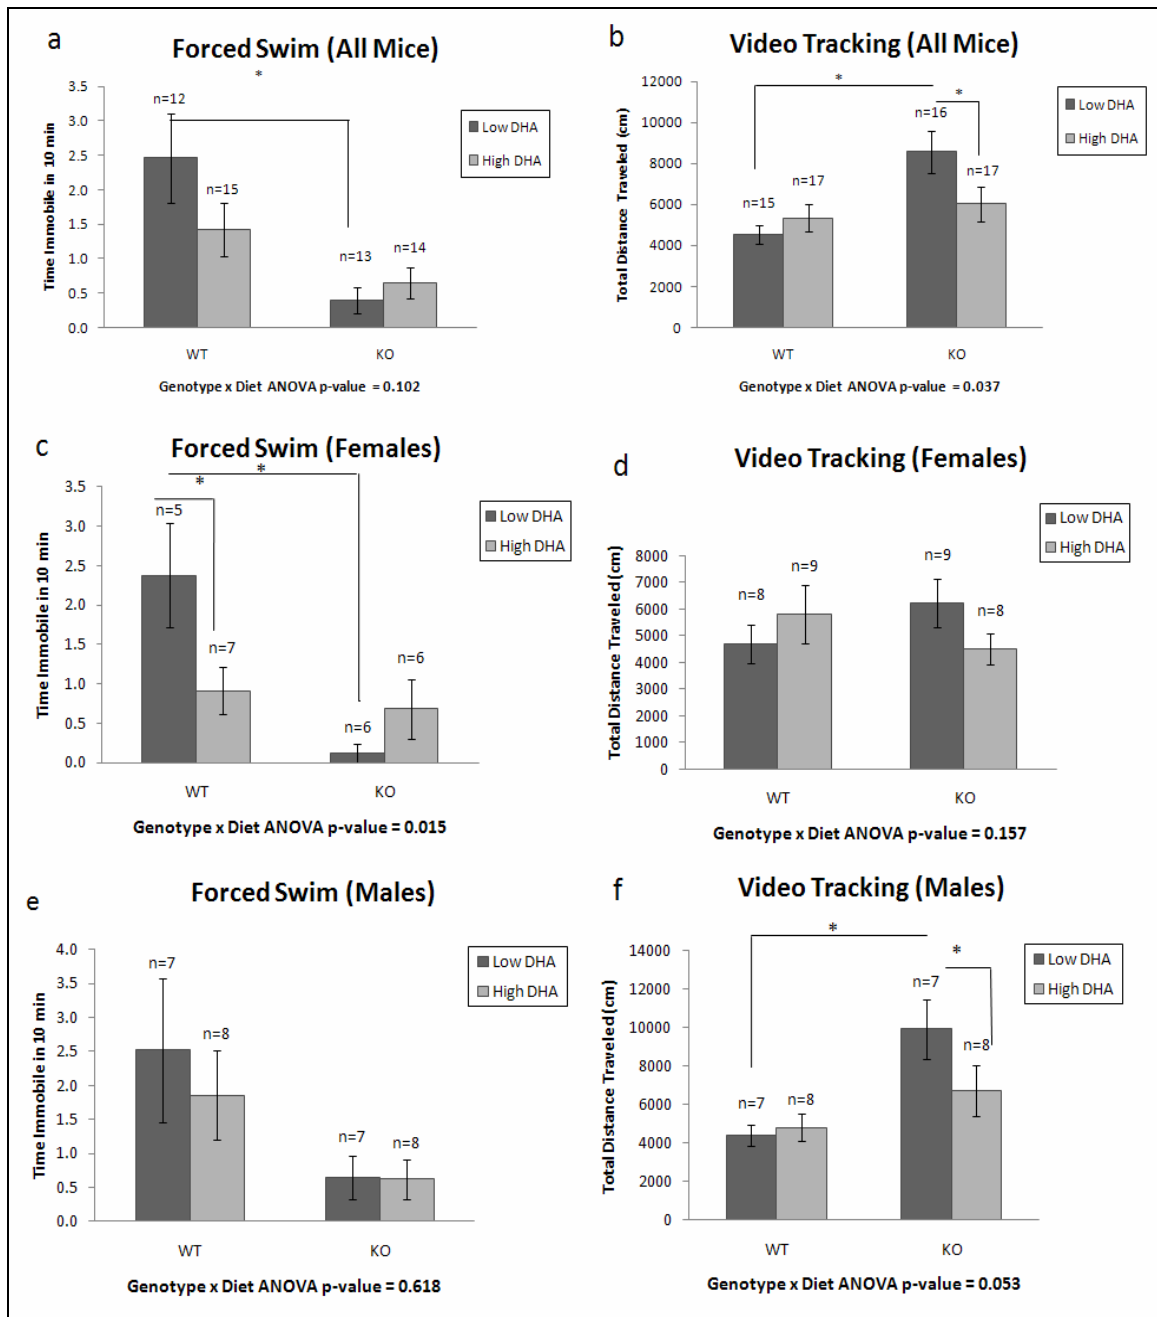 a
Forced Swim (All Mice)
*
3.5
3.0
2.5
2.0
1.5
1.0
0.5
0.0
Time Immobile in 10 min
n=12
n=15
n=13
n=14
Low DHA
High DHA
WT
KO
Genotype x Diet ANOVA p-value = 0.102
b
Video Tracking (All Mice)
12000
10000
8000
6000
4000
2000
0
Total Distance Traveled (cm)
*
*
n=15
n=17
n=16
n=17
Low DHA
High DHA
WT
KO
Genotype x Diet ANOVA p-value = 0.037
c
Forced Swim (Females)
*
*
3.5
3.0
2.5
2.0
1.5
1.0
0.5
0.0
Time Immobile in 10 min
n=5
n=7
n=6
n=6
Low DHA
High DHA
WT
KO
Genotype x Diet ANOVA p-value = 0.015
d
Video Tracking (Females)
8000
7000
6000
5000
4000
3000
2000
1000
0
Total Distance Traveled (cm)
n=8
n=9
n=9
n=8
Low DHA
High DHA
WT
KO
Genotype x Diet ANOVA p-value = 0.157
e
Forced Swim (Males)
4.0
3.5
3.0
2.5
2.0
1.5
1.0
0.5
0.0
Time Immobile in 10 min
n=7
n=8
n=7
n=8
Low DHA
High DHA
WT
KO
Genotype x Diet ANOVA p-value = 0.618
f
Video Tracking (Males)
14000
12000
10000
8000
6000
4000
2000
0
Total Distance Traveled (cm)
*
*
n=7
n=8
n=7
n=8
Low DHA
High DHA
WT
KO
Genotype x Diet ANOVA p-value = 0.053